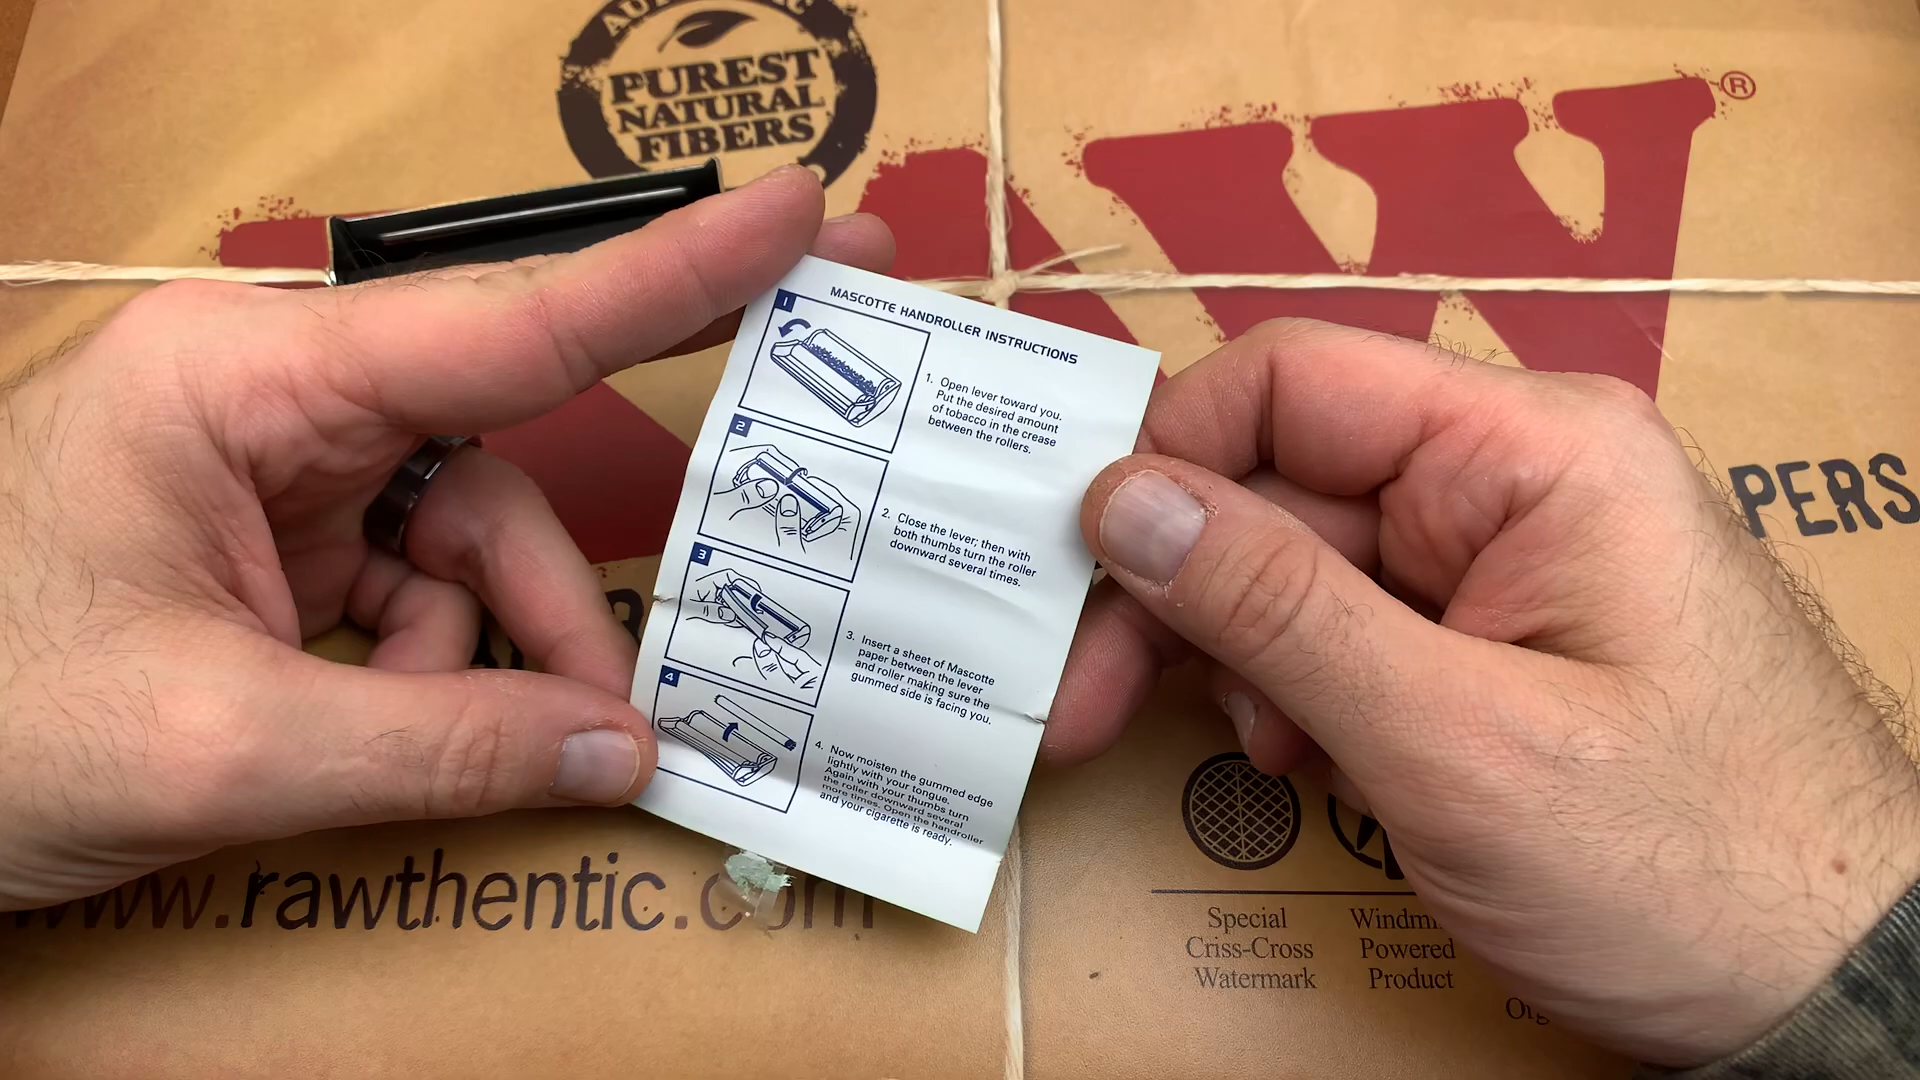 PUREST
NATURAL
FIBERS
W®
PERS
MASCOTTE HANDROLLER INSTRUCTIONS
1
1. Open lever toward you.
Put the desired amount
of tobacco in the crease
between the rollers.
2
2. Close the lever; then with
both thumbs turn the roller
downward several times.
3
3. Insert a sheet of Mascotte
paper between the lever
and roller making sure the
gummed side is facing you.
4
4. Now moisten the gummed edge
lightly with your tongue.
Again with your thumbs turn
the roller downward several
more times. Open the handroller
and your cigarette is ready.
www.rawthentic.com
Special
Criss-Cross
Watermark
Powered
Product